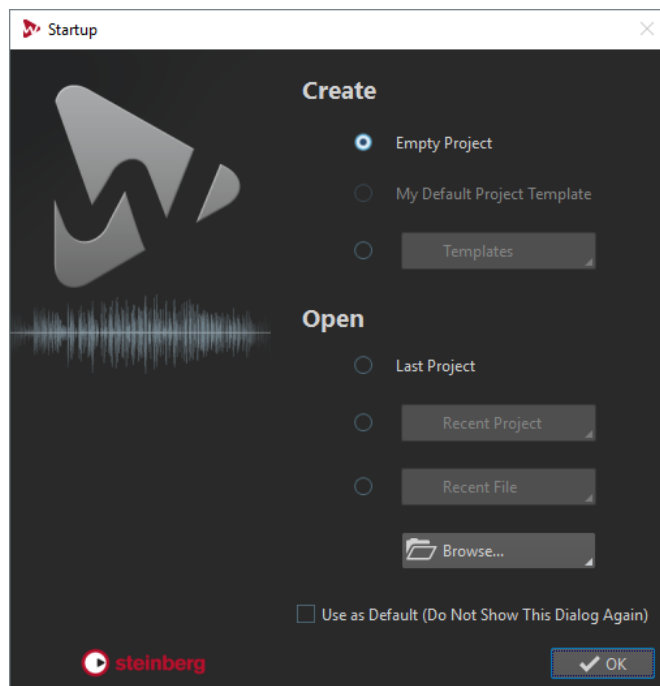 Startup
Create
Empty Project
My Default Project Template
Templates
Open
Last Project
Recent Project
Recent File
Browse...
Use as Default (Do Not Show This Dialog Again)
steinberg
OK